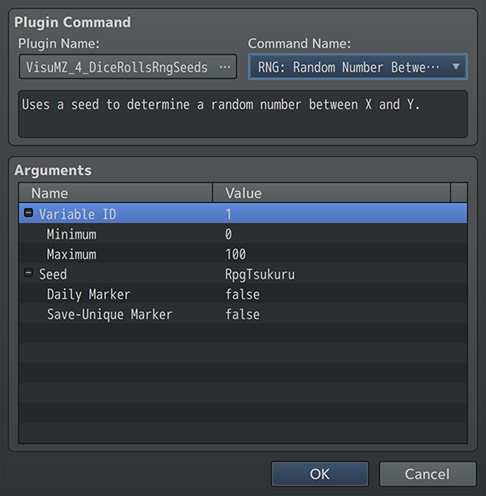 Plugin Command
Plugin Name: Command Name:
VisuMZ_4_DiceRollsRngSeeds ··· RNG: Random Number Betwe···
Uses a seed to determine a random number between X and Y.
Arguments
Name Value
Variable ID 1
Minimum 0
Maximum 100
Seed RpgTsukuru
Daily Marker false
Save-Unique Marker false
OK Cancel